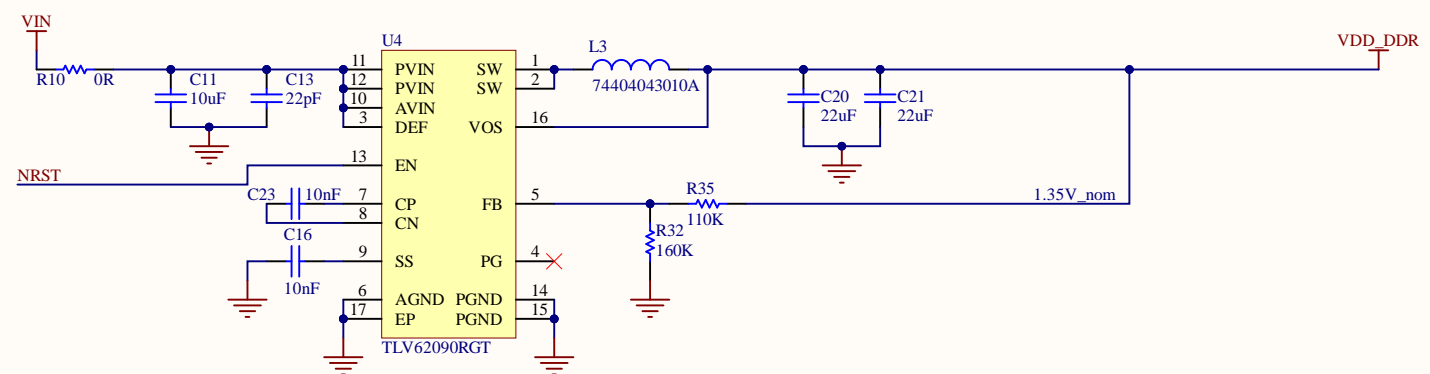 VIN
R10 0R
C11
10uF
C13
22pF
U4
11 PVIN
12 PVIN
10 AVIN
3 DEF
13 EN
7 CP
8 CN
9 SS
6 AGND
17 EP
SW 1
SW 2
VOS 16
FB 5
PG 4
PGND 14
PGND 15
TLV62090RGT
NRST
C23 10nF
C16
10nF
L3
74404043010A
C20
22uF
C21
22uF
VDD_DDR
R35
110K
R32
160K
1.35V_nom